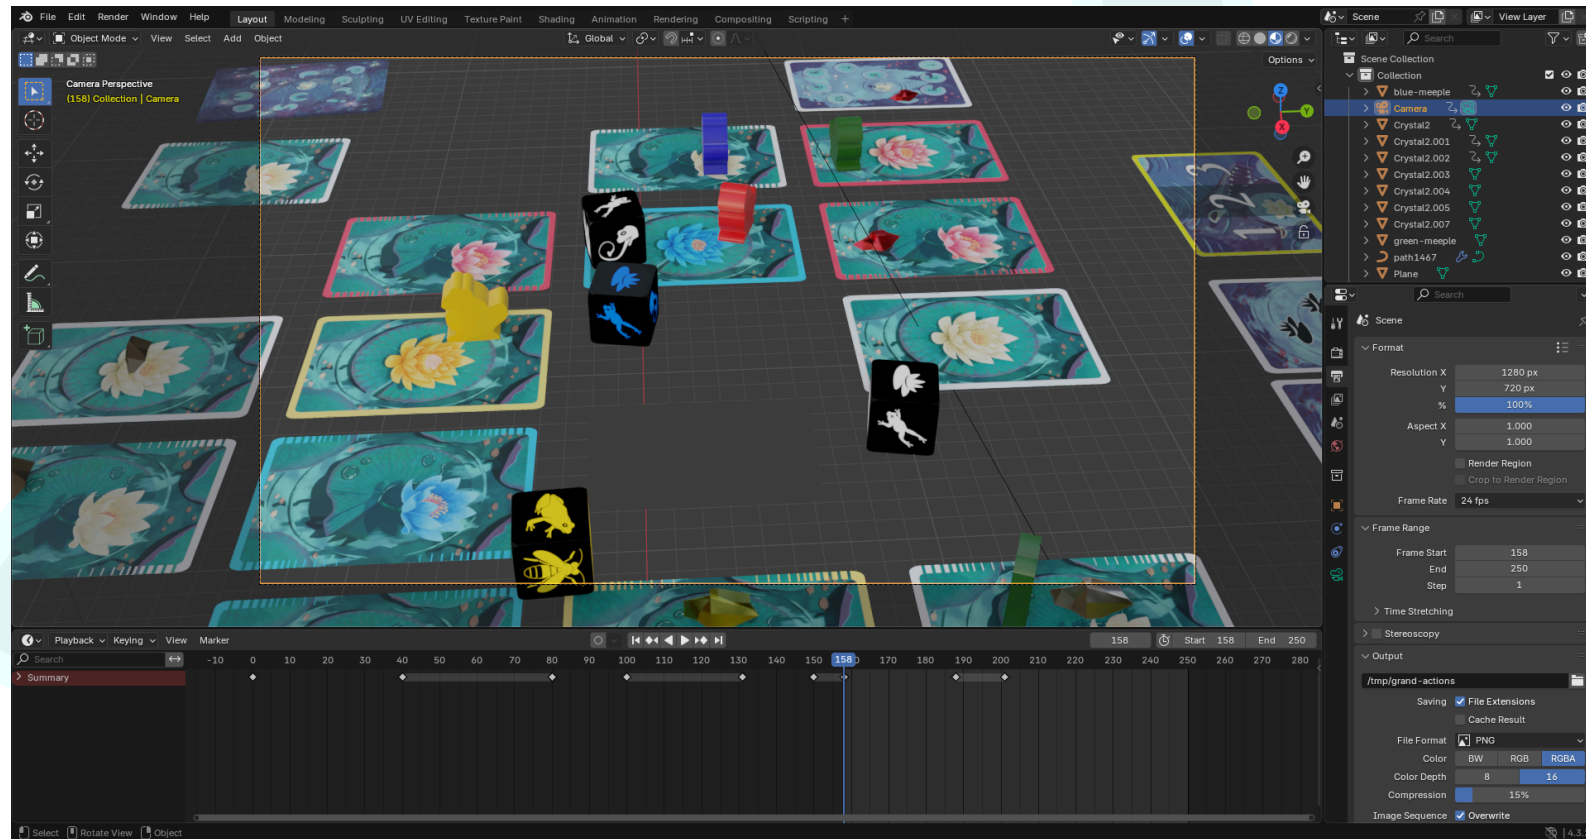 File Edit Render Window Help Layout Modeling Sculpting UV Editing Texture Paint Shading Animation Rendering Compositing Scripting + Scene View Layer
Object Mode View Select Add Object Global Search
Options
Camera Perspective
(158) Collection | Camera
Z
Y
X
1 2 3
Scene Collection
Collection
blue-meeple
Camera
Crystal2
Crystal2.001
Crystal2.002
Crystal2.003
Crystal2.004
Crystal2.005
Crystal2.007
green-meeple
path1467
Plane
Search
Scene
Format
Resolution X 1280 px
Y 720 px
% 100%
Aspect X 1.000
Y 1.000
Render Region
Crop to Render Region
Frame Rate 24 fps
Frame Range
Frame Start 158
End 250
Step 1
Time Stretching
Stereoscopy
Output
/tmp/grand-actions
Saving File Extensions
Cache Result
File Format PNG
Color BW RGB RGBA
Color Depth 8 16
Compression 15%
Image Sequence Overwrite
Playback Keying View Marker 158 Start 158 End 250
Search -10 0 10 20 30 40 50 60 70 80 90 100 110 120 130 140 150 158 170 180 190 200 210 220 230 240 250 260 270 280
Summary
Select Rotate View Object 4.3.